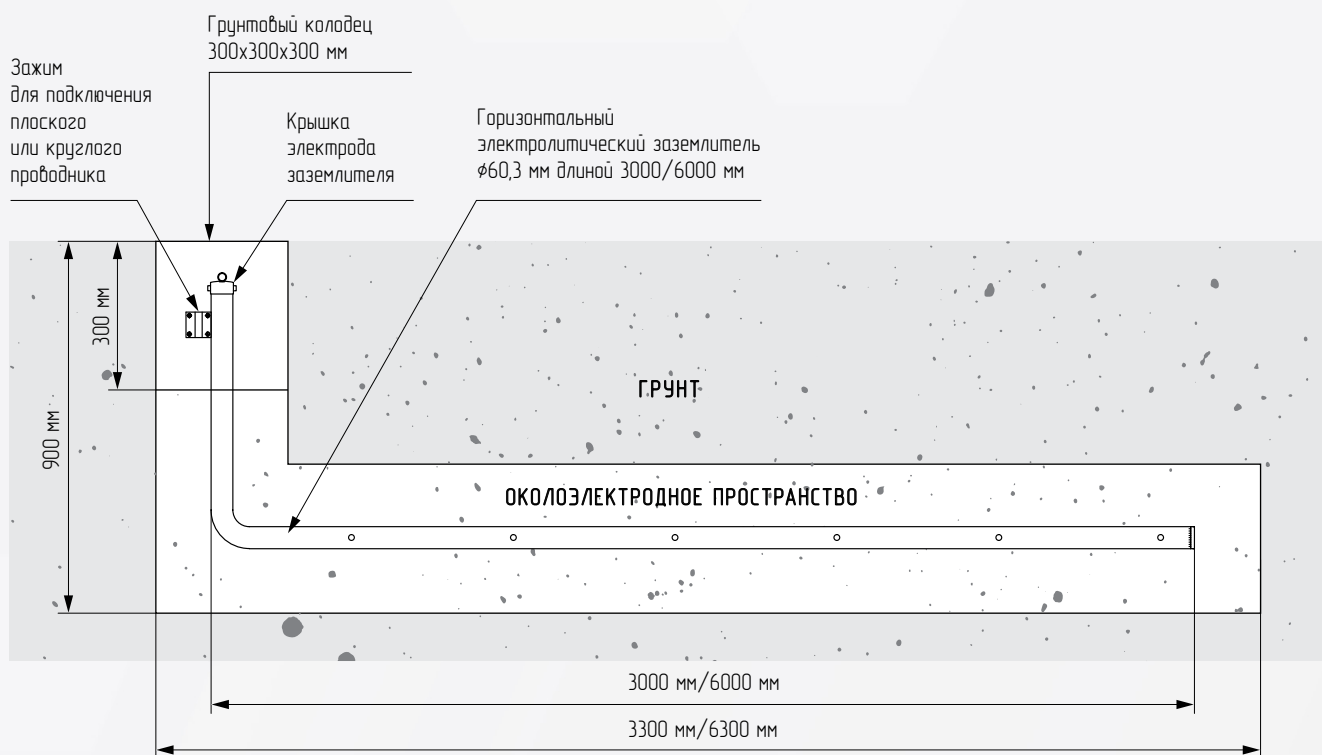 Грунтовый колодец
300х300х300 мм
Зажим
для подключения
плоского
или круглого
проводника
Крышка
электрода
заземлителя
Горизонтальный
электролитический заземлитель
ϕ60,3 мм длиной 3000/6000 мм
300 мм
900 мм
ГРУНТ
ОКОЛОЭЛЕКТРОДНОЕ ПРОСТРАНСТВО
3000 мм/6000 мм
3300 мм/6300 мм